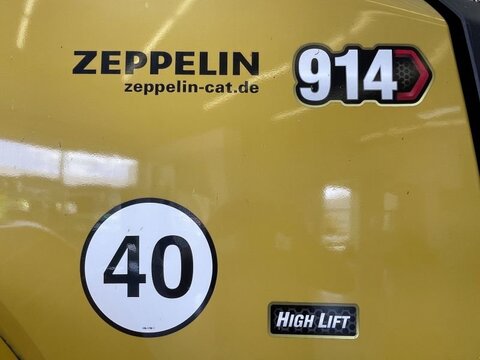 ZEPPELIN
zeppelin-cat.de
914
40
HIGH LIFT